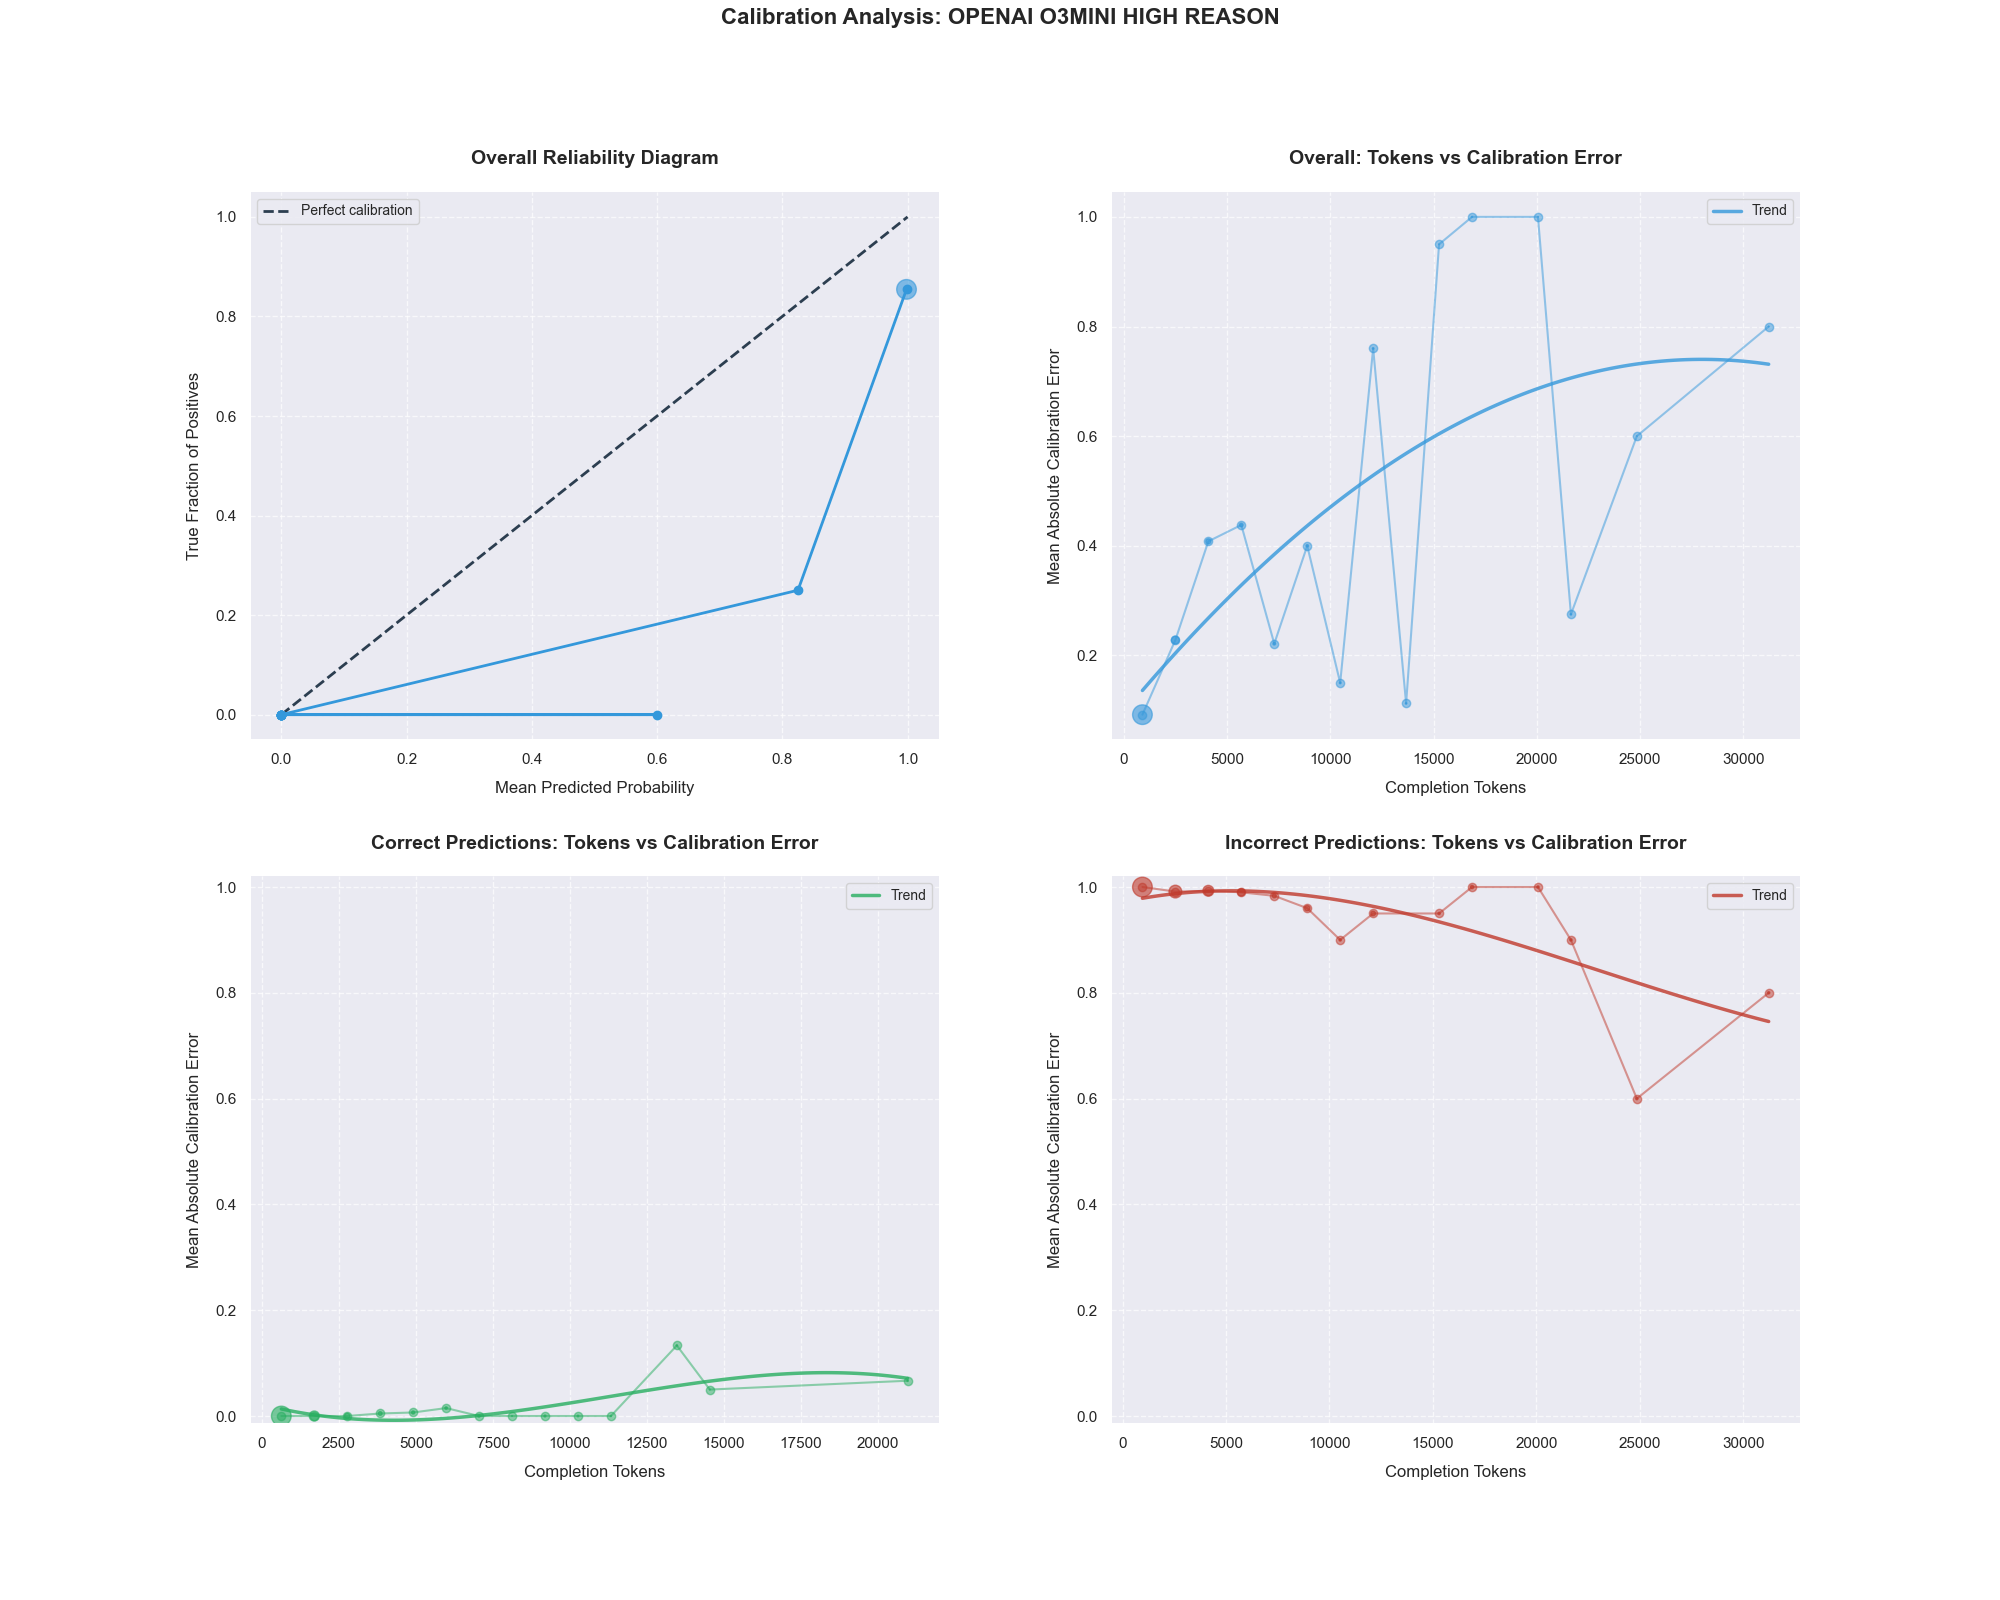 Calibration Analysis: OPENAI O3MINI HIGH REASON
Overall Reliability Diagram
Perfect calibration
True Fraction of Positives
1.0
0.8
0.6
0.4
0.2
0.0
0.0 0.2 0.4 0.6 0.8 1.0
Mean Predicted Probability
Overall: Tokens vs Calibration Error
Trend
Mean Absolute Calibration Error
1.0
0.8
0.6
0.4
0.2
0 5000 10000 15000 20000 25000 30000
Completion Tokens
Correct Predictions: Tokens vs Calibration Error
Trend
Mean Absolute Calibration Error
1.0
0.8
0.6
0.4
0.2
0.0
0 2500 5000 7500 10000 12500 15000 17500 20000
Completion Tokens
Incorrect Predictions: Tokens vs Calibration Error
Trend
Mean Absolute Calibration Error
1.0
0.8
0.6
0.4
0.2
0.0
0 5000 10000 15000 20000 25000 30000
Completion Tokens